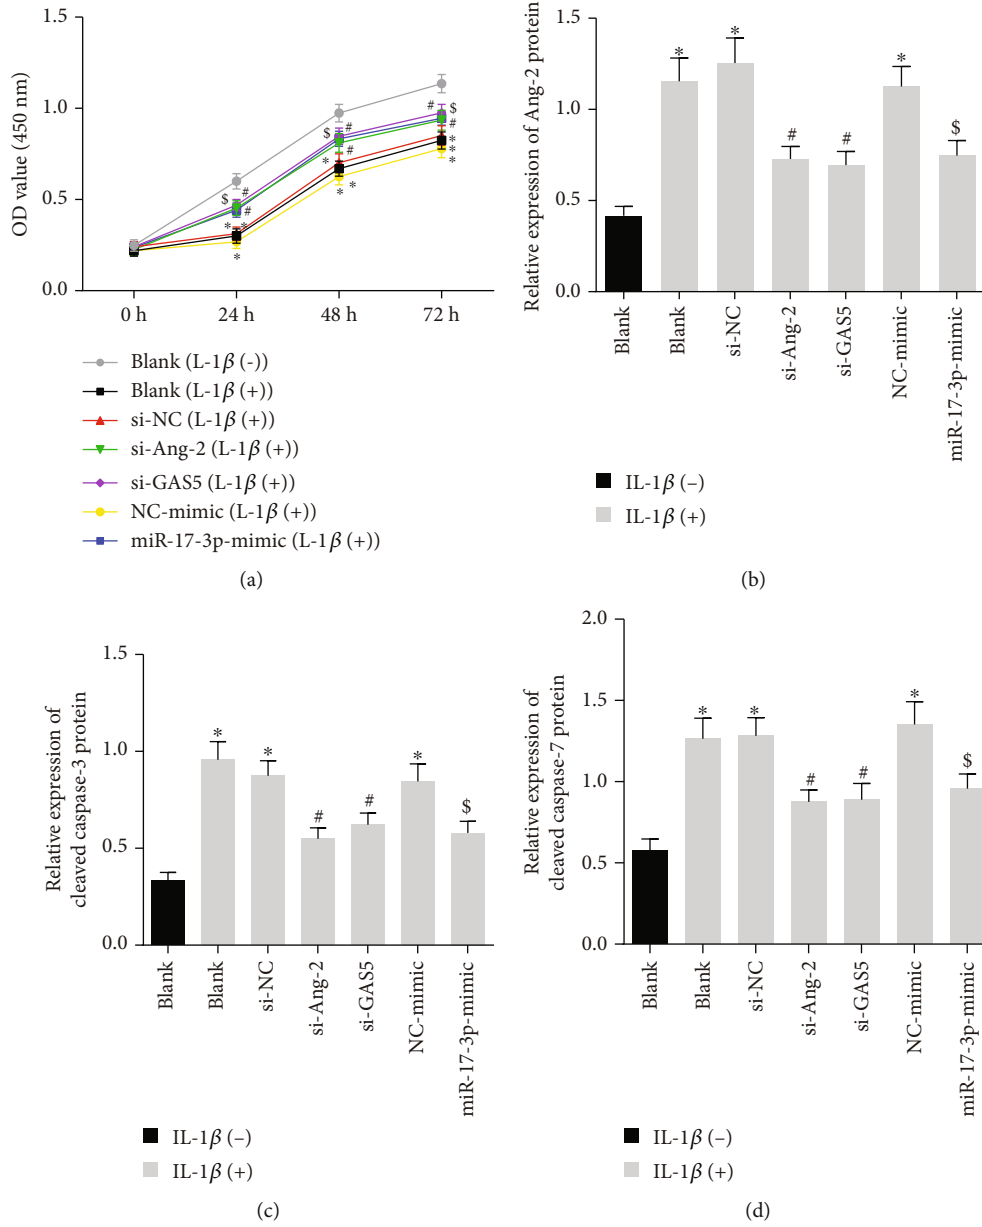 1.5
1.0
0.5
0.0
OD value (450 nm)
0 h 24 h 48 h 72 h
$ # # * * *
$ # # * * *
# $ # * * *
Blank (L-1β (-))
Blank (L-1β (+))
si-NC (L-1β (+))
si-Ang-2 (L-1β (+))
si-GAS5 (L-1β (+))
NC-mimic (L-1β (+))
miR-17-3p-mimic (L-1β (+))
(a)
1.5
1.0
0.5
0.0
Relative expression of Ang-2 protein
* * # # * $
Blank
Blank
si-NC
si-Ang-2
si-GAS5
NC-mimic
miR-17-3p-mimic
IL-1β (–)
IL-1β (+)
(b)
1.5
1.0
0.5
0.0
Relative expression of
cleaved caspase-3 protein
* * # # * $
Blank
Blank
si-NC
si-Ang-2
si-GAS5
NC-mimic
miR-17-3p-mimic
IL-1β (–)
IL-1β (+)
(c)
2.0
1.5
1.0
0.5
0.0
Relative expression of
cleaved caspase-7 protein
* * # # * $
Blank
Blank
si-NC
si-Ang-2
si-GAS5
NC-mimic
miR-17-3p-mimic
IL-1β (–)
IL-1β (+)
(d)